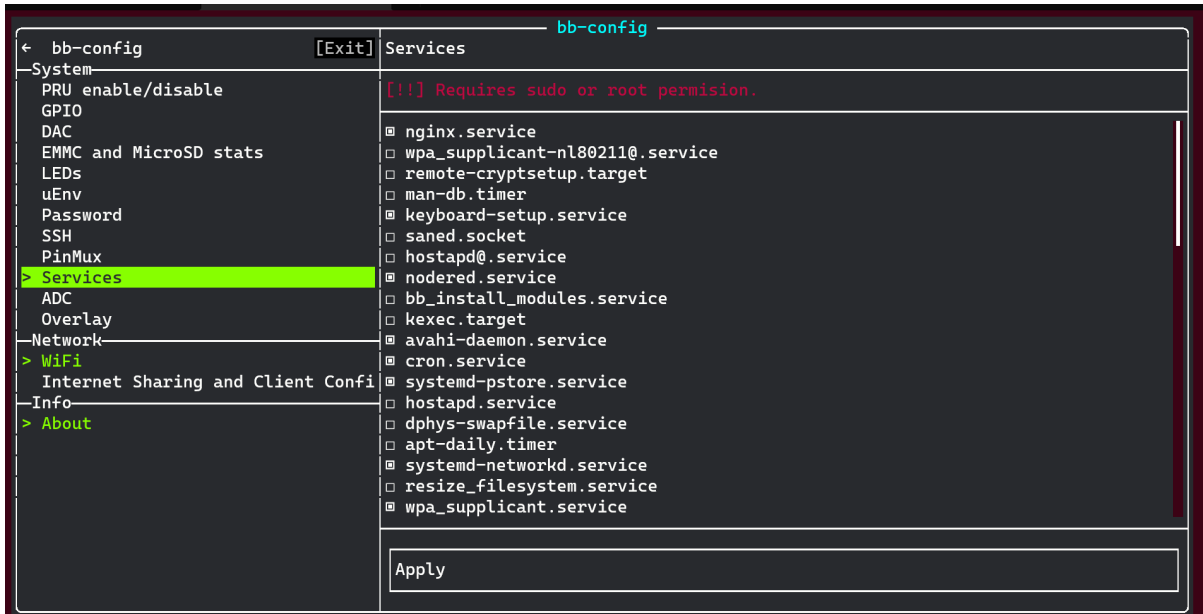 bb-config
← bb-config [Exit]
System
PRU enable/disable
GPIO
DAC
EMMC and MicroSD stats
LEDs
uEnv
Password
SSH
PinMux
> Services
ADC
Overlay
Network
> WiFi
Internet Sharing and Client Confi
Info
> About
Services
[!!] Requires sudo or root permision.
▣ nginx.service
□ wpa_supplicant-nl80211@.service
□ remote-cryptsetup.target
□ man-db.timer
▣ keyboard-setup.service
□ saned.socket
□ hostapd@.service
▣ nodered.service
□ bb_install_modules.service
□ kexec.target
▣ avahi-daemon.service
▣ cron.service
▣ systemd-pstore.service
□ hostapd.service
□ dphys-swapfile.service
□ apt-daily.timer
▣ systemd-networkd.service
□ resize_filesystem.service
▣ wpa_supplicant.service
Apply